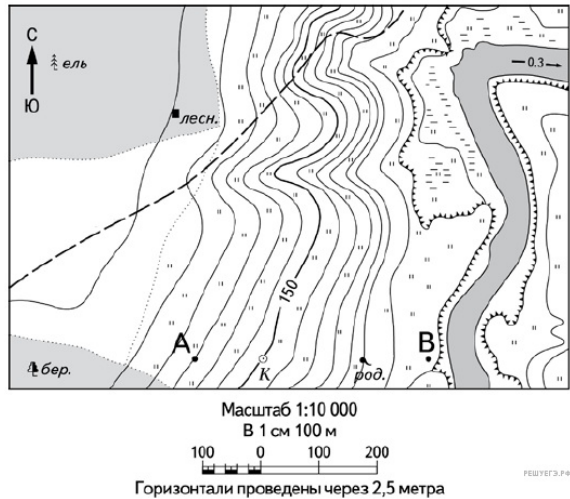 С
ель
Ю
0.3
лесн.
150
А
В
К
род.
бер.
Масштаб 1:10 000
В 1 см 100 м
100 0 100 200
РЕШУЕГЭ.РФ
Горизонтали проведены через 2,5 метра